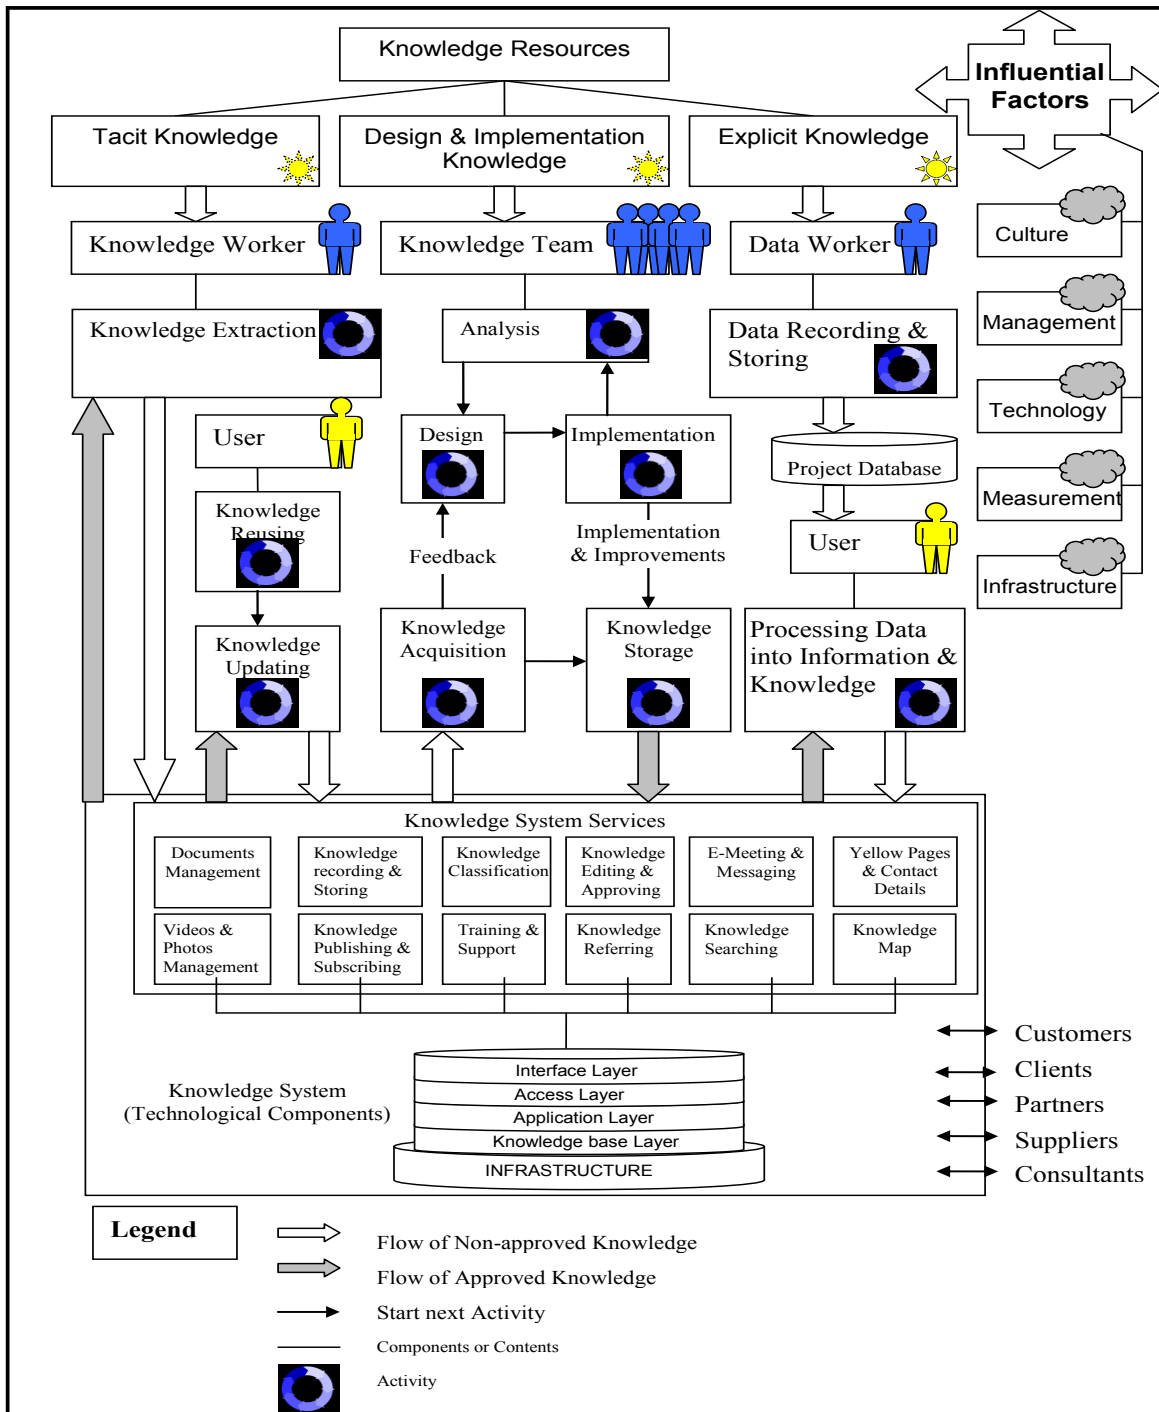 Knowledge Resources
Influential
Factors
Tacit Knowledge
Design & Implementation
Knowledge
Explicit Knowledge
Knowledge Worker
Knowledge Team
Data Worker
Culture
Management
Technology
Measurement
Infrastructure
Knowledge Extraction
Analysis
Data Recording &
Storing
User
Design
Implementation
Project Database
Knowledge
Reusing
Feedback
Implementation
& Improvements
User
Knowledge
Updating
Knowledge
Acquisition
Knowledge
Storage
Processing Data
into Information &
Knowledge
Knowledge System Services
Documents
Management
Knowledge
recording &
Storing
Knowledge
Classification
Knowledge
Editing &
Approving
E-Meeting &
Messaging
Yellow Pages
& Contact
Details
Videos &
Photos
Management
Knowledge
Publishing &
Subscribing
Training &
Support
Knowledge
Referring
Knowledge
Searching
Knowledge
Map
Customers
Clients
Partners
Suppliers
Consultants
Knowledge System
(Technological Components)
Interface Layer
Access Layer
Application Layer
Knowledge base Layer
INFRASTRUCTURE
Legend
Flow of Non-approved Knowledge
Flow of Approved Knowledge
Start next Activity
Components or Contents
Activity